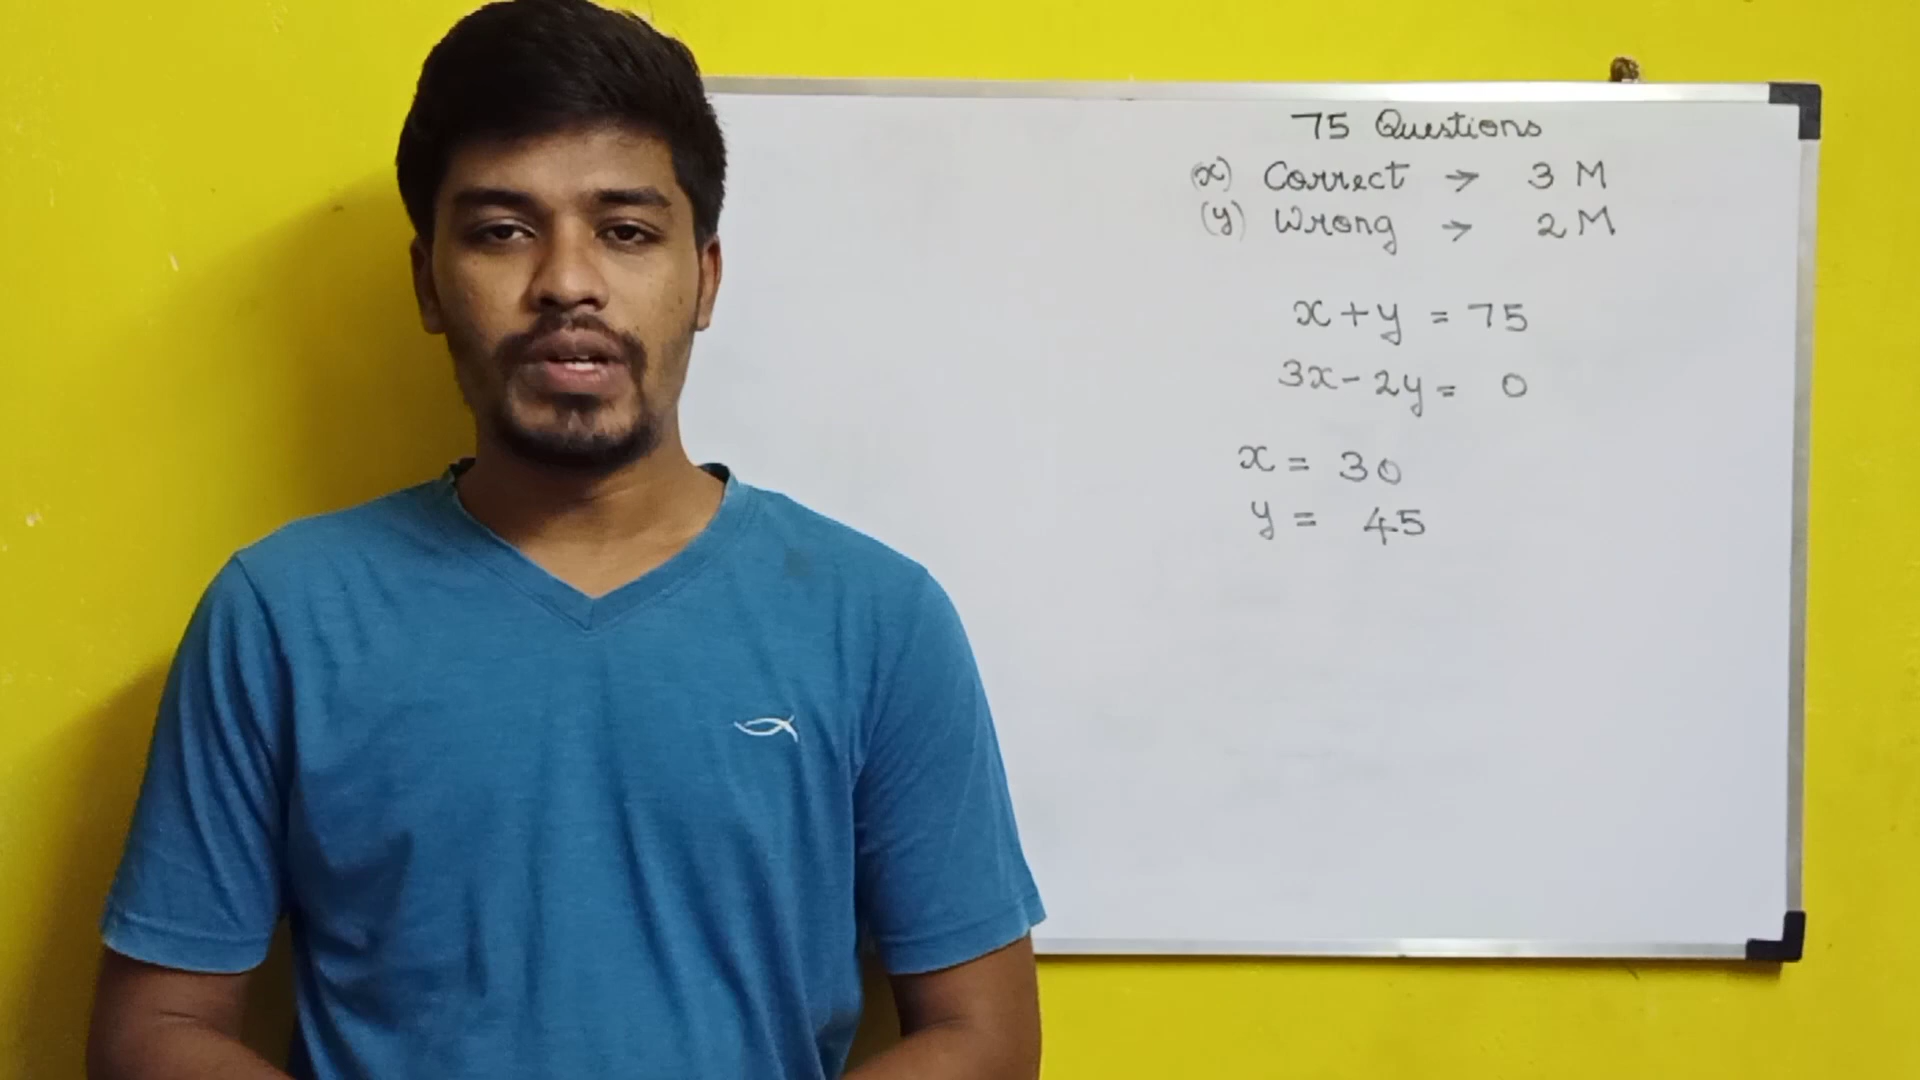 75 Questions
(x) Correct → 3 M
(y) Wrong → 2 M
x + y = 75
3x - 2y = 0
x = 30
y = 45